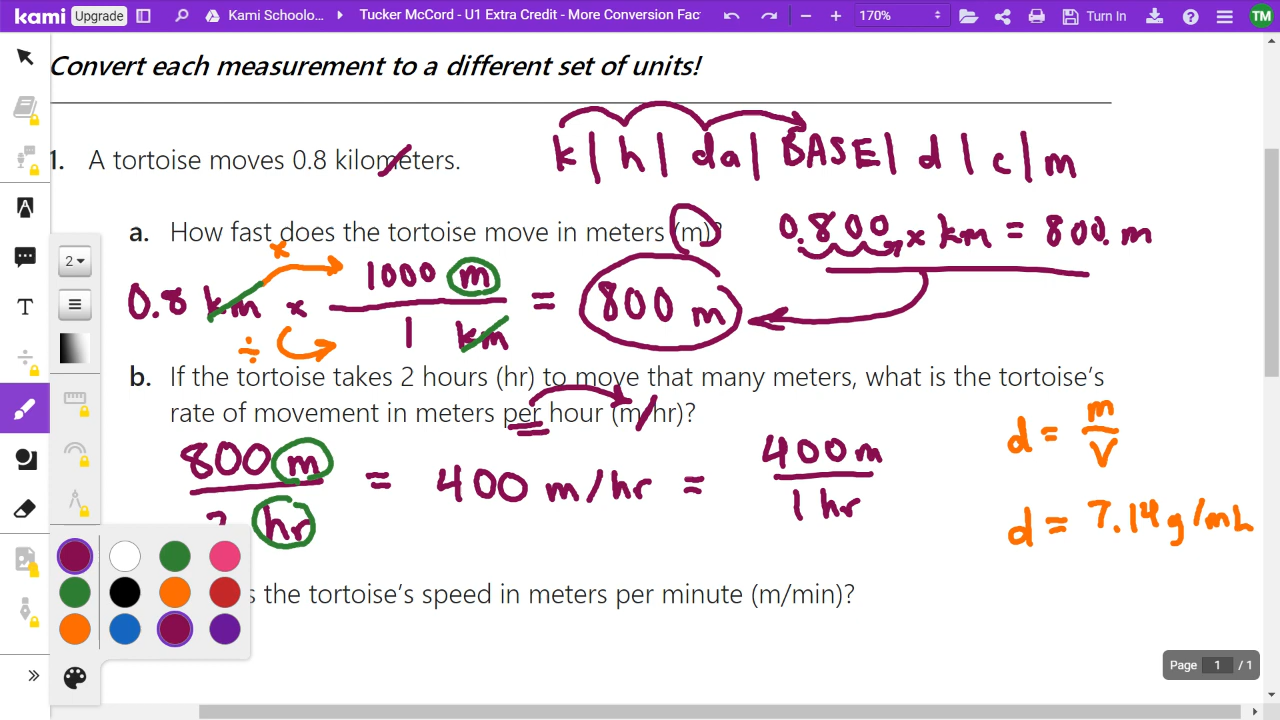 kami Upgrade Kami Schoolo... Tucker McCord - U1 Extra Credit - More Conversion Fac 170% Turn In TM
Convert each measurement to a different set of units!
k | h | da | BASE | d | c | m
1. A tortoise moves 0.8 kilometers.
a. How fast does the tortoise move in meters (m)?
0.800 x km = 800. m
x
0.8 km x 1000 m / 1 km = 800 m
÷
b. If the tortoise takes 2 hours (hr) to move that many meters, what is the tortoise's
rate of movement in meters per hour (m/hr)?
d = m / V
800 m / 2 hr = 400 m/hr = 400 m / 1 hr
d = 7.14 g/mL
2
s the tortoise's speed in meters per minute (m/min)?
Page 1 / 1